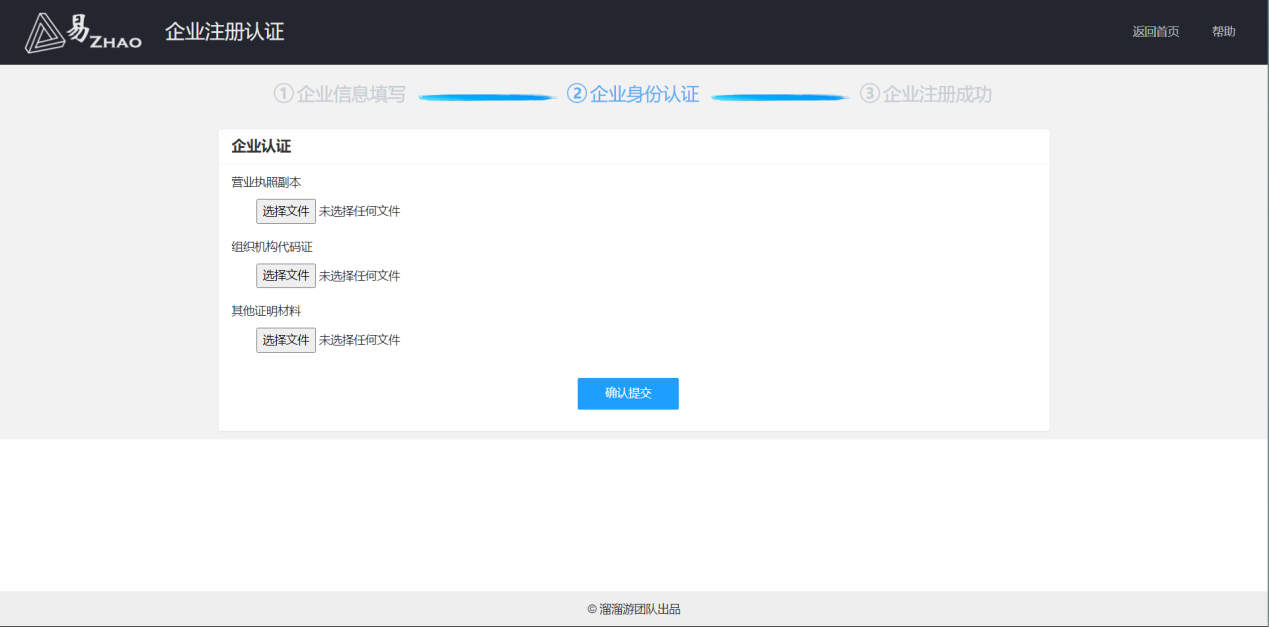 易ZHAO 企业注册认证 返回首页 帮助
①企业信息填写 ②企业身份认证 ③企业注册成功
企业认证
营业执照副本
选择文件 未选择任何文件
组织机构代码证
选择文件 未选择任何文件
其他证明材料
选择文件 未选择任何文件
确认提交
© 溜溜游团队出品